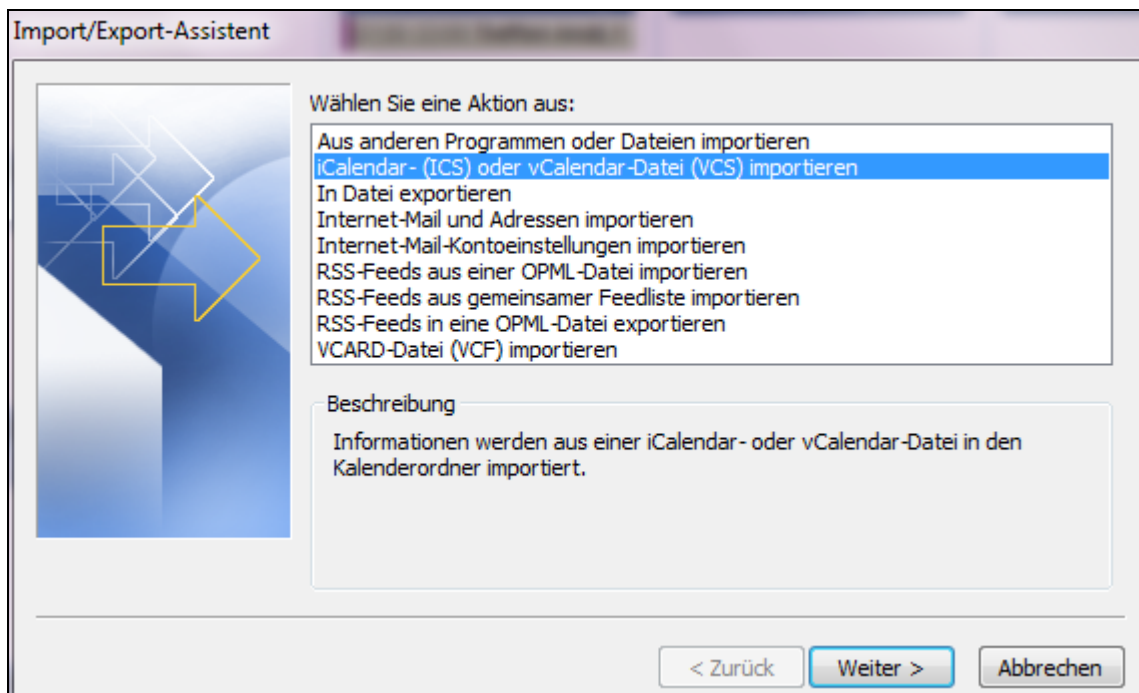 Import/Export-Assistent
Wählen Sie eine Aktion aus:
Aus anderen Programmen oder Dateien importieren
iCalendar- (ICS) oder vCalendar-Datei (VCS) importieren
In Datei exportieren
Internet-Mail und Adressen importieren
Internet-Mail-Kontoeinstellungen importieren
RSS-Feeds aus einer OPML-Datei importieren
RSS-Feeds aus gemeinsamer Feedliste importieren
RSS-Feeds in eine OPML-Datei exportieren
VCARD-Datei (VCF) importieren
Beschreibung
Informationen werden aus einer iCalendar- oder vCalendar-Datei in den
Kalenderordner importiert.
< Zurück Weiter > Abbrechen